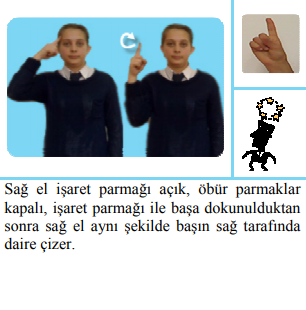 Sağ el işaret parmağı açık, öbür parmaklar
kapalı, işaret parmağı ile başa dokunulduktan
sonra sağ el aynı şekilde başın sağ tarafında
daire çizer.